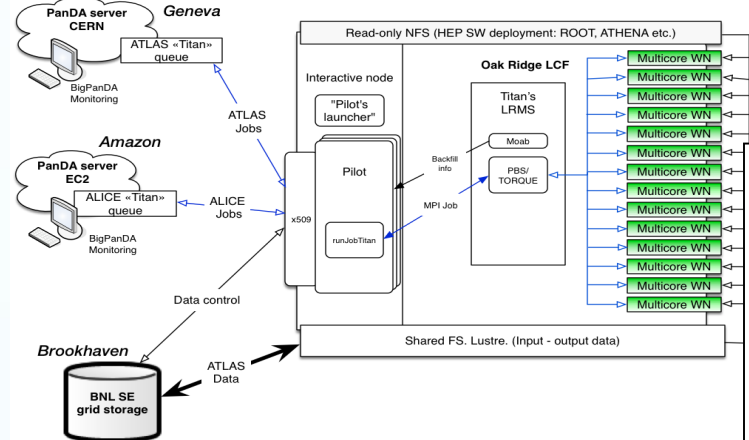 Geneva
PanDA server
CERN
ATLAS «Titan»
queue
BigPanDA
Monitoring
ATLAS
Jobs
Amazon
PanDA server
EC2
ALICE «Titan»
queue
BigPanDA
Monitoring
ALICE
Jobs
Data control
Brookhaven
BNL SE
grid storage
ATLAS
Data
Read-only NFS (HEP SW deployment: ROOT, ATHENA etc.)
Interactive node
"Pilot's
launcher"
x509
Pilot
runJobTitan
Backfill
info
MPI Job
Oak Ridge LCF
Titan's
LRMS
Moab
PBS/
TORQUE
Multicore WN
Multicore WN
Multicore WN
Multicore WN
Multicore WN
Multicore WN
Multicore WN
Multicore WN
Multicore WN
Multicore WN
Multicore WN
Multicore WN
Multicore WN
Multicore WN
Shared FS. Lustre. (Input - output data)